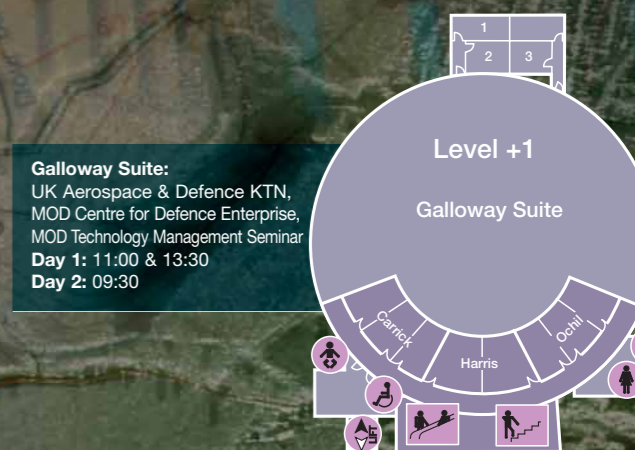 Galloway Suite:
UK Aerospace & Defence KTN,
MOD Centre for Defence Enterprise,
MOD Technology Management Seminar
Day 1: 11:00 & 13:30
Day 2: 09:30
1
2 3
Level +1
Galloway Suite
Carrick
Harris
Ochil
LIFT